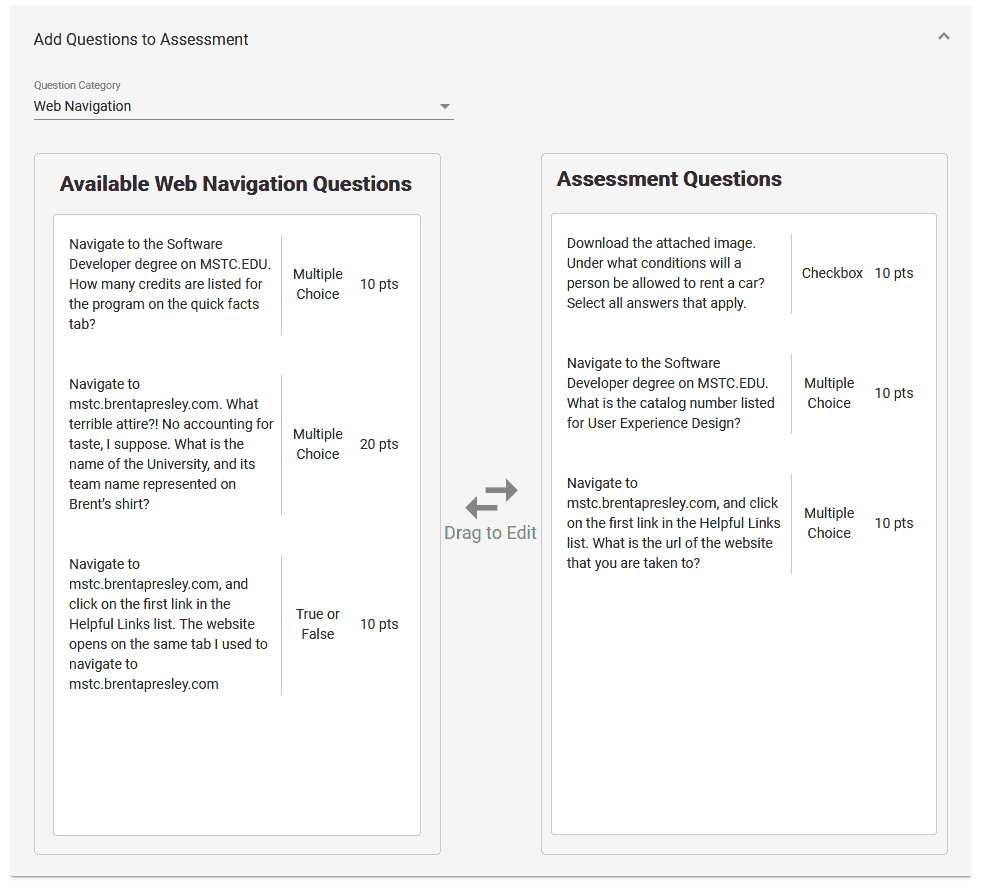 Add Questions to Assessment
Question Category
Web Navigation
Available Web Navigation Questions
Navigate to the Software
Developer degree on MSTC.EDU.
How many credits are listed for
the program on the quick facts
tab?
Multiple
Choice
10 pts
Navigate to
mstc.brentapresley.com. What
terrible attire?! No accounting for
taste, I suppose. What is the
name of the University, and its
team name represented on
Brent's shirt?
Multiple
Choice
20 pts
Navigate to
mstc.brentapresley.com, and
click on the first link in the
Helpful Links list. The website
opens on the same tab I used to
navigate to
mstc.brentapresley.com
True or
False
10 pts
Drag to Edit
Assessment Questions
Download the attached image.
Under what conditions will a
person be allowed to rent a car?
Select all answers that apply.
Checkbox
10 pts
Navigate to the Software
Developer degree on MSTC.EDU.
What is the catalog number listed
for User Experience Design?
Multiple
Choice
10 pts
Navigate to
mstc.brentapresley.com, and click
on the first link in the Helpful Links
list. What is the url of the website
that you are taken to?
Multiple
Choice
10 pts